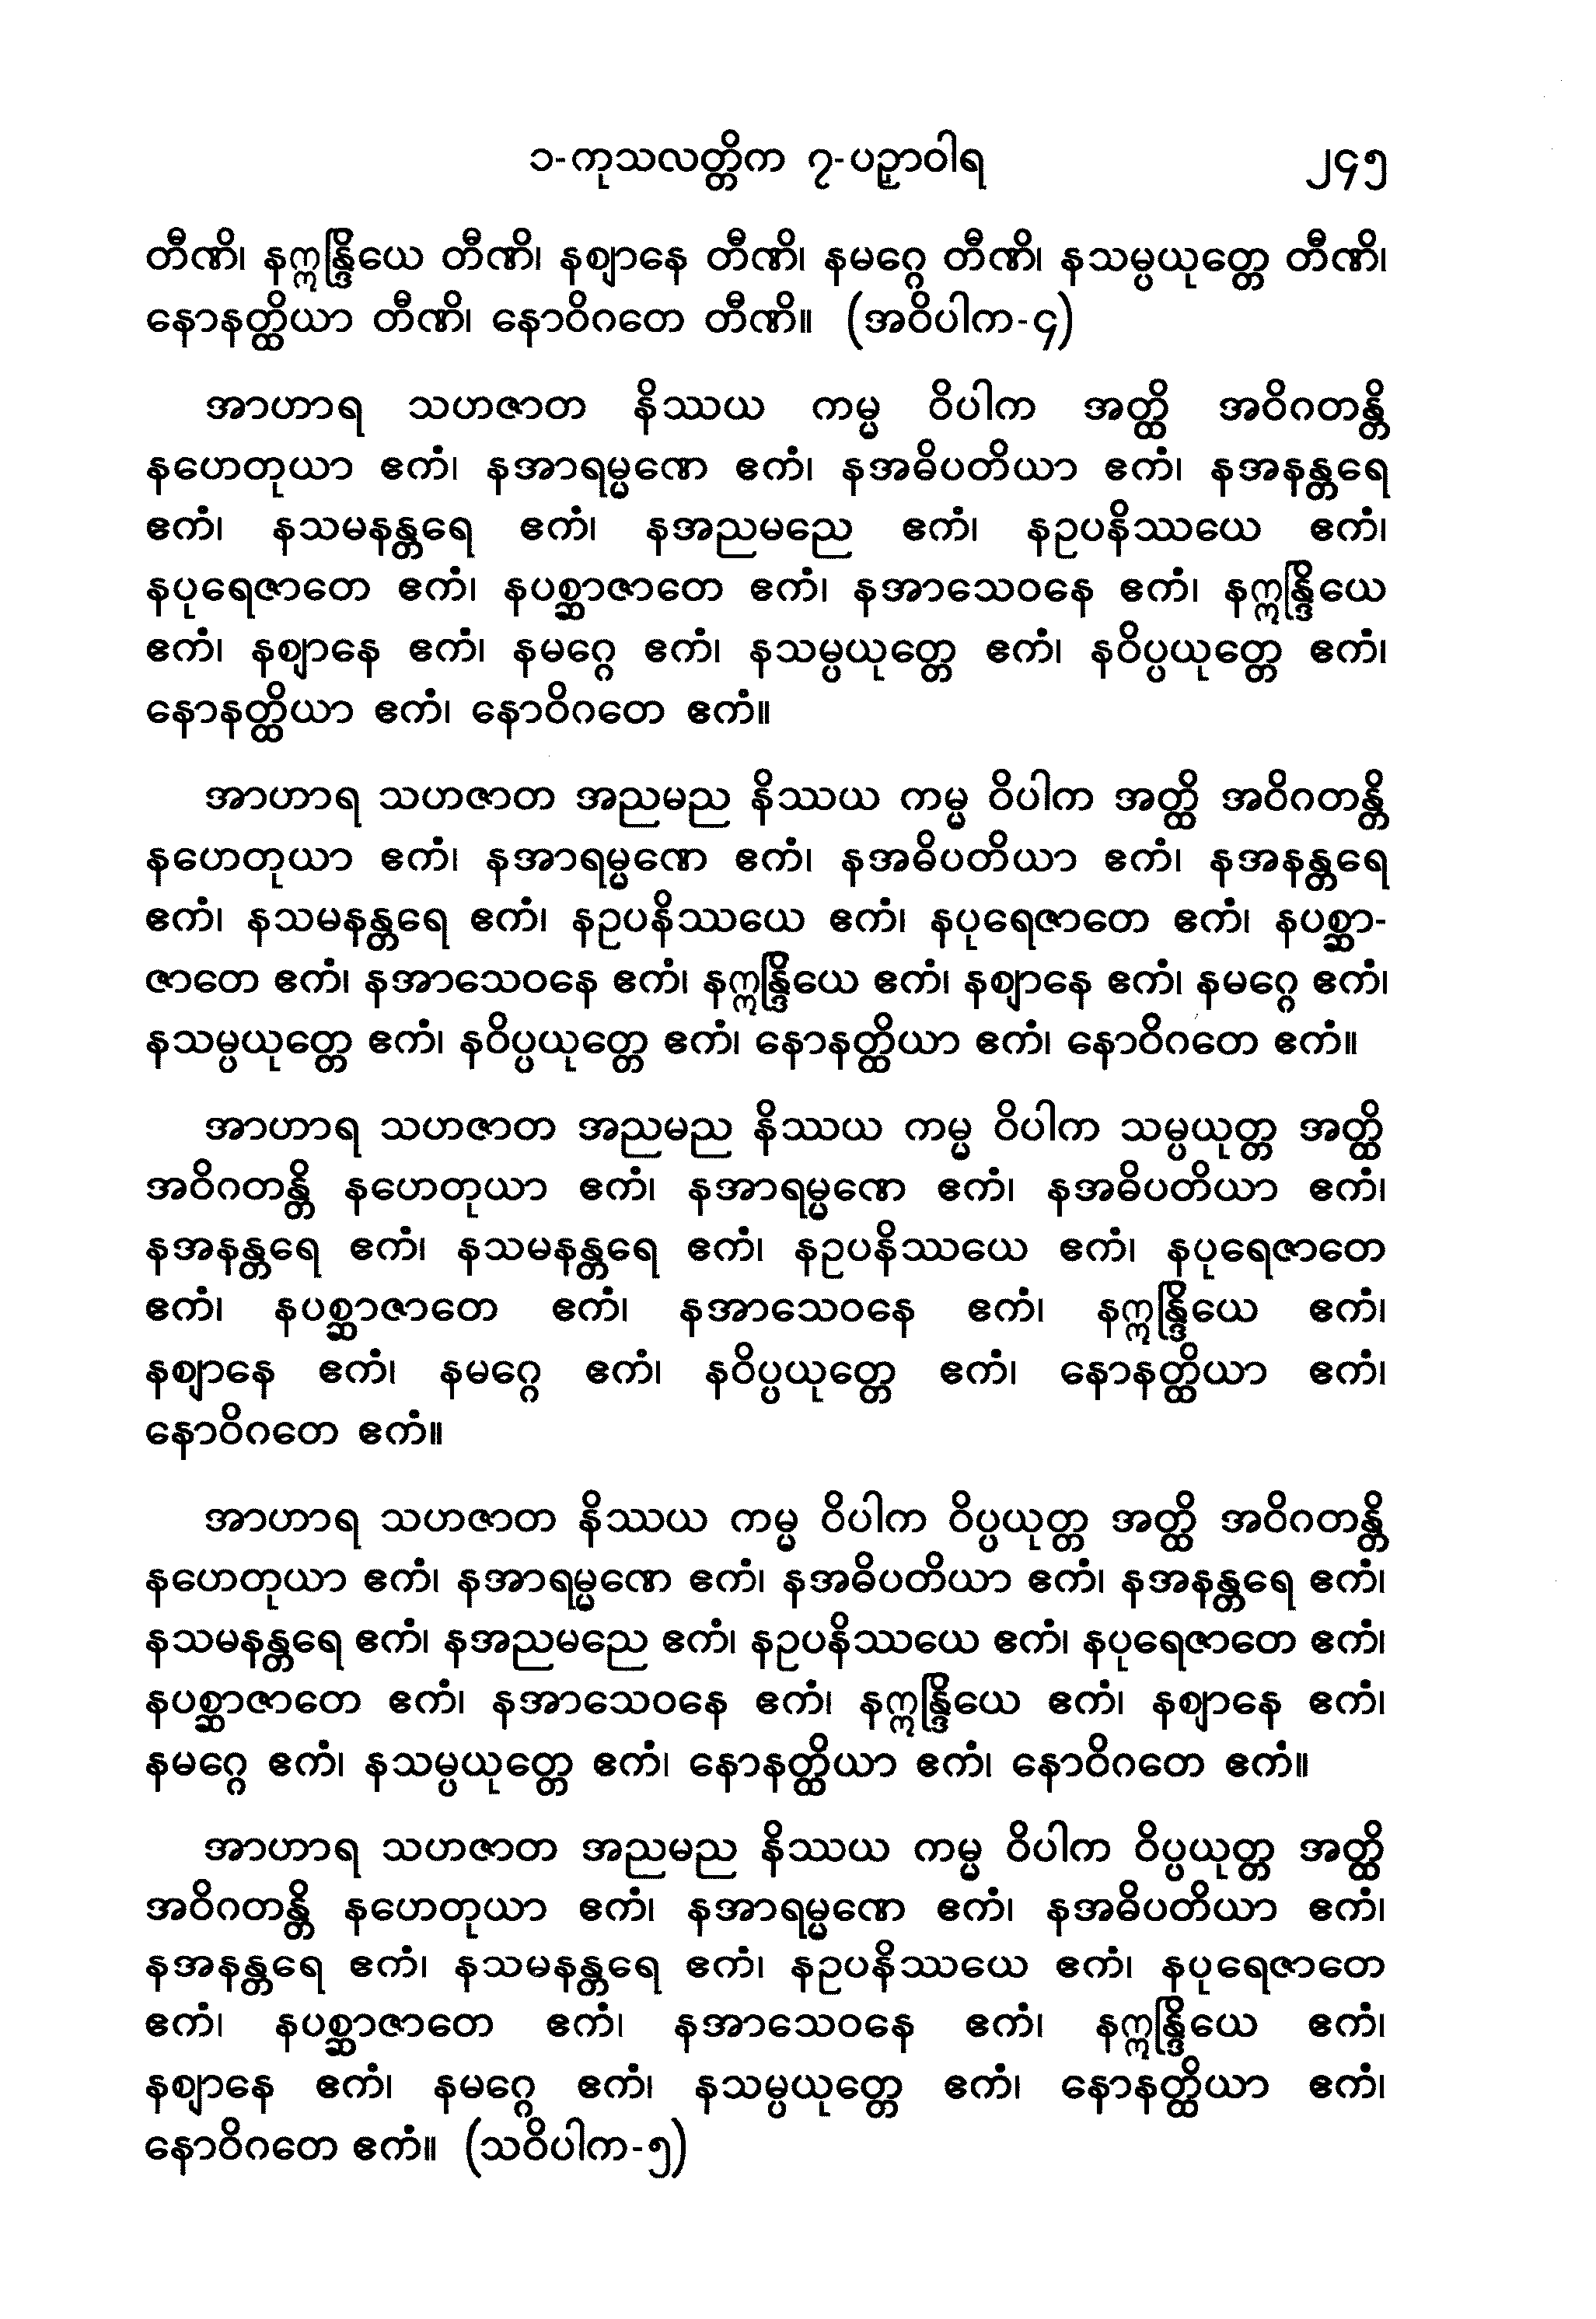 ၁-ကုသလတ္တိက ၇-ပဉှာဝါရ ၂၄၅
တီဏိ၊ နဣန္ဒြိယေ တီဏိ၊ နဈာနေ တီဏိ၊ နမဂ္ဂေ တီဏိ၊ နသမ္ပယုတ္တေ တီဏိ၊
နောနတ္ထိယာ တီဏိ၊ နောဝိဂတေ တီဏိ။ (အဝိပါက-၄)
အာဟာရ သဟဇာတ နိဿယ ကမ္မ ဝိပါက အတ္ထိ အဝိဂတန္တိ
နဟေတုယာ ဧကံ၊ နအာရမ္မဏေ ဧကံ၊ နအဓိပတိယာ ဧကံ၊ နအနန္တရေ
ဧကံ၊ နသမနန္တရေ ဧကံ၊ နအညမညေ ဧကံ၊ နဥပနိဿယေ ဧကံ၊
နပုရေဇာတေ ဧကံ၊ နပစ္ဆာဇာတေ ဧကံ၊ နအာသေဝနေ ဧကံ၊ နဣန္ဒြိယေ
ဧကံ၊ နဈာနေ ဧကံ၊ နမဂ္ဂေ ဧကံ၊ နသမ္ပယုတ္တေ ဧကံ၊ နဝိပ္ပယုတ္တေ ဧကံ၊
နောနတ္ထိယာ ဧကံ၊ နောဝိဂတေ ဧကံ။
အာဟာရ သဟဇာတ အညမည နိဿယ ကမ္မ ဝိပါက အတ္ထိ အဝိဂတန္တိ
နဟေတုယာ ဧကံ၊ နအာရမ္မဏေ ဧကံ၊ နအဓိပတိယာ ဧကံ၊ နအနန္တရေ
ဧကံ၊ နသမနန္တရေ ဧကံ၊ နဥပနိဿယေ ဧကံ၊ နပုရေဇာတေ ဧကံ၊ နပစ္ဆာ-
ဇာတေ ဧကံ၊ နအာသေဝနေ ဧကံ၊ နဣန္ဒြိယေ ဧကံ၊ နဈာနေ ဧကံ၊ နမဂ္ဂေ ဧကံ၊
နသမ္ပယုတ္တေ ဧကံ၊ နဝိပ္ပယုတ္တေ ဧကံ၊ နောနတ္ထိယာ ဧကံ၊ နောဝိဂတေ ဧကံ။
အာဟာရ သဟဇာတ အညမည နိဿယ ကမ္မ ဝိပါက သမ္ပယုတ္တ အတ္ထိ
အဝိဂတန္တိ နဟေတုယာ ဧကံ၊ နအာရမ္မဏေ ဧကံ၊ နအဓိပတိယာ ဧကံ၊
နအနန္တရေ ဧကံ၊ နသမနန္တရေ ဧကံ၊ နဥပနိဿယေ ဧကံ၊ နပုရေဇာတေ
ဧကံ၊ နပစ္ဆာဇာတေ ဧကံ၊ နအာသေဝနေ ဧကံ၊ နဣန္ဒြိယေ ဧကံ၊
နဈာနေ ဧကံ၊ နမဂ္ဂေ ဧကံ၊ နဝိပ္ပယုတ္တေ ဧကံ၊ နောနတ္ထိယာ ဧကံ၊
နောဝိဂတေ ဧကံ။
အာဟာရ သဟဇာတ နိဿယ ကမ္မ ဝိပါက ဝိပ္ပယုတ္တ အတ္ထိ အဝိဂတန္တိ
နဟေတုယာ ဧကံ၊ နအာရမ္မဏေ ဧကံ၊ နအဓိပတိယာ ဧကံ၊ နအနန္တရေ ဧကံ၊
နသမနန္တရေ ဧကံ၊ နအညမညေ ဧကံ၊ နဥပနိဿယေ ဧကံ၊ နပုရေဇာတေ ဧကံ၊
နပစ္ဆာဇာတေ ဧကံ၊ နအာသေဝနေ ဧကံ၊ နဣန္ဒြိယေ ဧကံ၊ နဈာနေ ဧကံ၊
နမဂ္ဂေ ဧကံ၊ နသမ္ပယုတ္တေ ဧကံ၊ နောနတ္ထိယာ ဧကံ၊ နောဝိဂတေ ဧကံ။
အာဟာရ သဟဇာတ အညမည နိဿယ ကမ္မ ဝိပါက ဝိပ္ပယုတ္တ အတ္ထိ
အဝိဂတန္တိ နဟေတုယာ ဧကံ၊ နအာရမ္မဏေ ဧကံ၊ နအဓိပတိယာ ဧကံ၊
နအနန္တရေ ဧကံ၊ နသမနန္တရေ ဧကံ၊ နဥပနိဿယေ ဧကံ၊ နပုရေဇာတေ
ဧကံ၊ နပစ္ဆာဇာတေ ဧကံ၊ နအာသေဝနေ ဧကံ၊ နဣန္ဒြိယေ ဧကံ၊
နဈာနေ ဧကံ၊ နမဂ္ဂေ ဧကံ၊ နသမ္ပယုတ္တေ ဧကံ၊ နောနတ္ထိယာ ဧကံ၊
နောဝိဂတေ ဧကံ။ (သဝိပါက-၅)